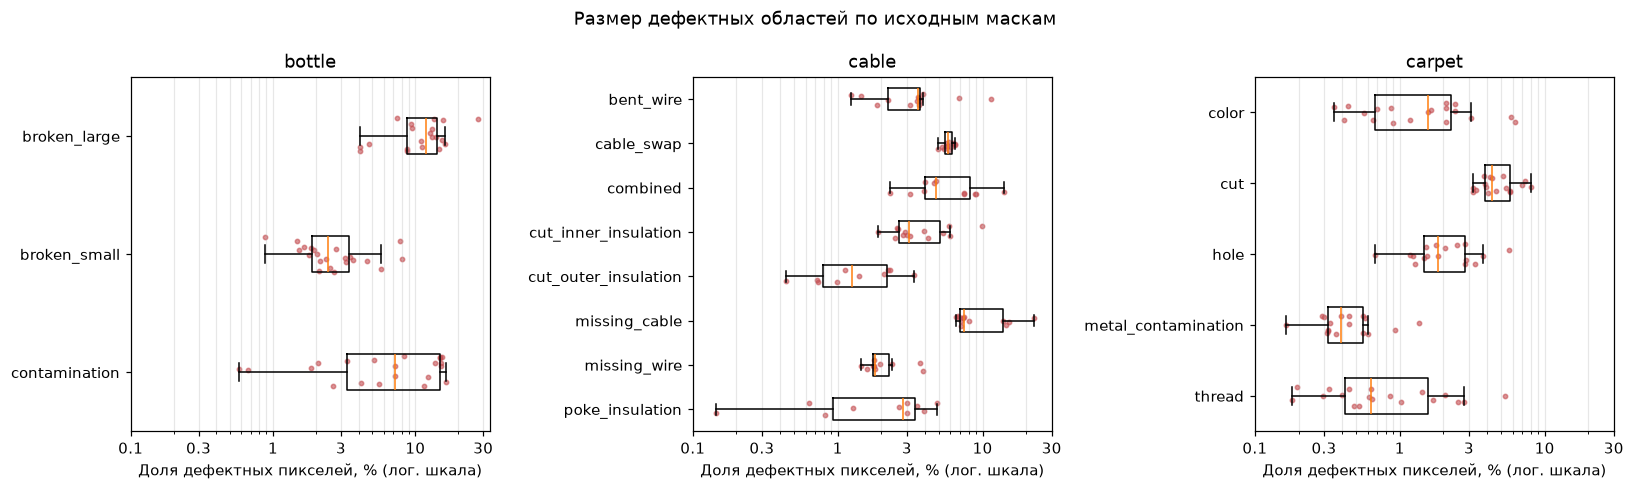 Размер дефектных областей по исходным маскам
bottle
broken_large
broken_small
contamination
0.1 0.3 1 3 10 30
Доля дефектных пикселей, % (лог. шкала)
cable
bent_wire
cable_swap
combined
cut_inner_insulation
cut_outer_insulation
missing_cable
missing_wire
poke_insulation
0.1 0.3 1 3 10 30
Доля дефектных пикселей, % (лог. шкала)
carpet
color
cut
hole
metal_contamination
thread
0.1 0.3 1 3 10 30
Доля дефектных пикселей, % (лог. шкала)